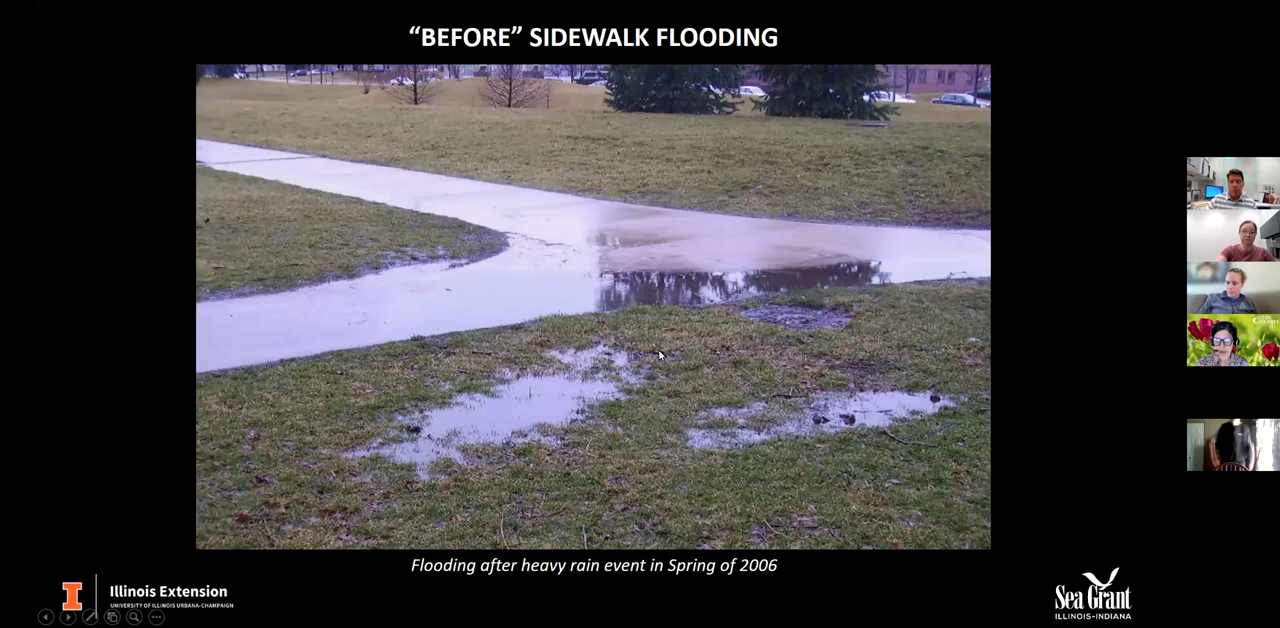 “BEFORE” SIDEWALK FLOODING
Flooding after heavy rain event in Spring of 2006
I
Illinois Extension
UNIVERSITY OF ILLINOIS URBANA-CHAMPAIGN
Sea Grant
ILLINOIS-INDIANA